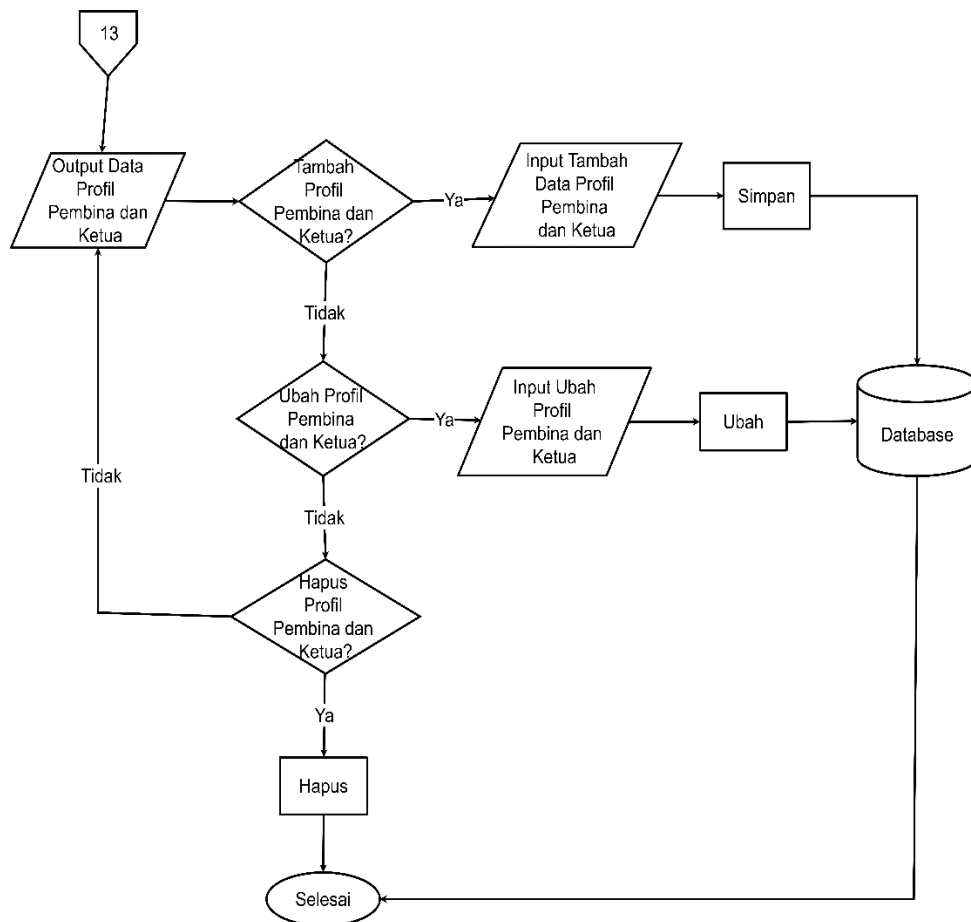 13
Output Data
Profil
Pembina dan
Ketua
Tambah
Profil
Pembina dan
Ketua?
Ya
Input Tambah
Data Profil
Pembina
dan Ketua
Simpan
Tidak
Ubah Profil
Pembina
dan Ketua?
Ya
Input Ubah
Profil
Pembina dan
Ketua
Ubah
Database
Tidak
Tidak
Hapus
Profil
Pembina dan
Ketua?
Ya
Hapus
Selesai